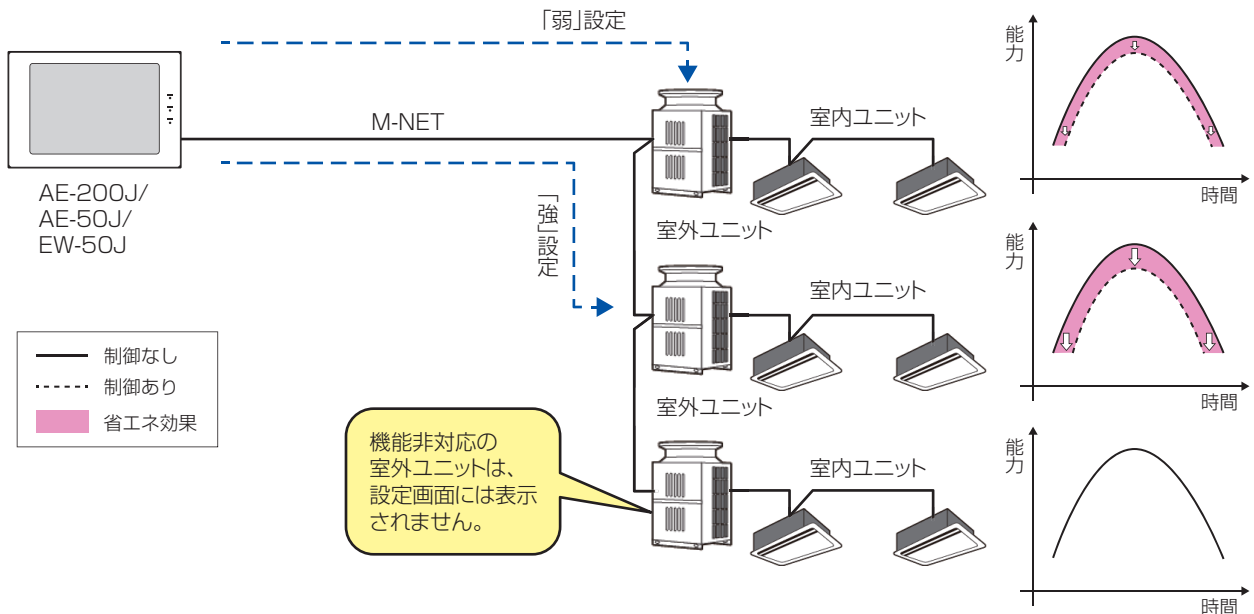 「弱」設定
M-NET
AE-200J/
AE-50J/
EW-50J
「強」設定
室内ユニット
室外ユニット
能力
時間
室内ユニット
室外ユニット
能力
時間
制御なし
制御あり
省エネ効果
機能非対応の
室外ユニットは、
設定画面には表示
されません。
室内ユニット
能力
時間